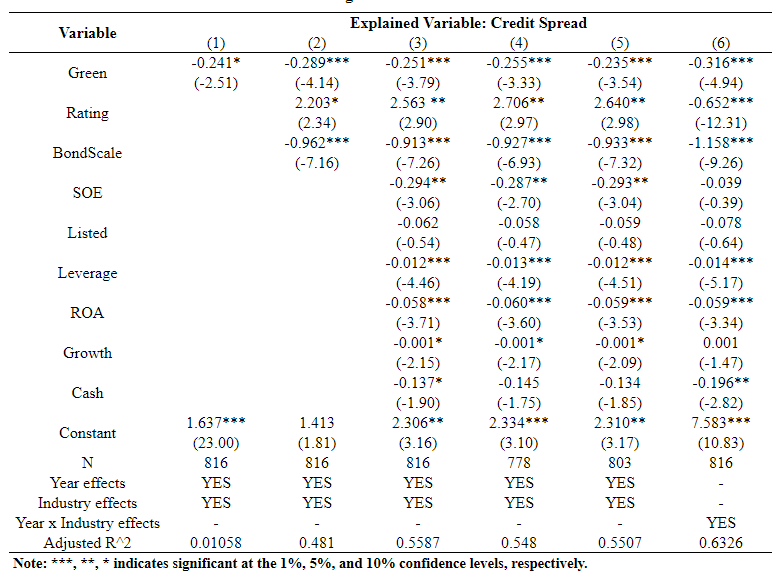 Variable Explained Variable: Credit Spread
(1) (2) (3) (4) (5) (6)
Green -0.241* -0.289*** -0.251*** -0.255*** -0.235*** -0.316***
(-2.51) (-4.14) (-3.79) (-3.33) (-3.54) (-4.94)
Rating 2.203* 2.563 ** 2.706** 2.640** -0.652***
(2.34) (2.90) (2.97) (2.98) (-12.31)
BondScale -0.962*** -0.913*** -0.927*** -0.933*** -1.158***
(-7.16) (-7.26) (-6.93) (-7.32) (-9.26)
SOE -0.294** -0.287** -0.293** -0.039
(-3.06) (-2.70) (-3.04) (-0.39)
Listed -0.062 -0.058 -0.059 -0.078
(-0.54) (-0.47) (-0.48) (-0.64)
Leverage -0.012*** -0.013*** -0.012*** -0.014***
(-4.46) (-4.19) (-4.51) (-5.17)
ROA -0.058*** -0.060*** -0.059*** -0.059***
(-3.71) (-3.60) (-3.53) (-3.34)
Growth -0.001* -0.001* -0.001* 0.001
(-2.15) (-2.17) (-2.09) (-1.47)
Cash -0.137* -0.145 -0.134 -0.196**
(-1.90) (-1.75) (-1.85) (-2.82)
Constant 1.637*** 1.413 2.306** 2.334*** 2.310** 7.583***
(23.00) (1.81) (3.16) (3.10) (3.17) (10.83)
N 816 816 816 778 803 816
Year effects YES YES YES YES YES -
Industry effects YES YES YES YES YES -
Year x Industry effects - - - - - YES
Adjusted R^2 0.01058 0.481 0.5587 0.548 0.5507 0.6326
Note: ***, **, * indicates significant at the 1%, 5%, and 10% confidence levels, respectively.